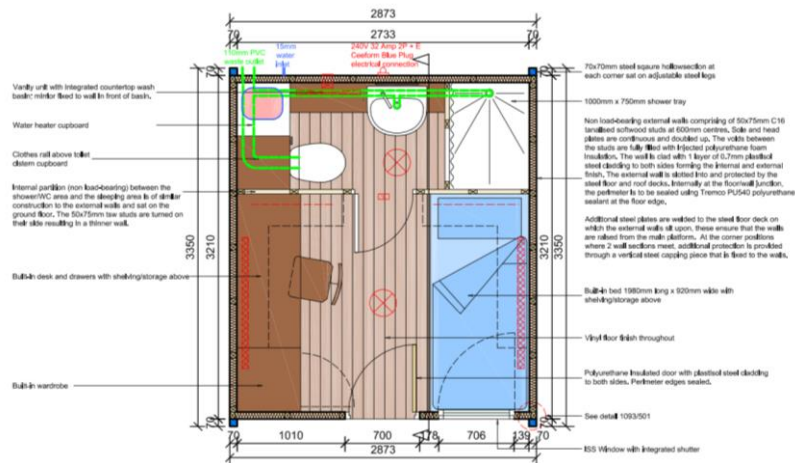 2873
70 2733 70
110mm PVC
waste outlet
15mm
water
inlet
240V 32 Amp 2P + E
Ceeform Blue Plug
electrical connection
Vanity unit with integrated countertop wash
basin; mirror fixed to wall in front of basin.
Water heater cupboard
Clothes rail above toilet
cistern cupboard
Internal partition (non load-bearing) between the
shower/WC area and the sleeping area is of similar
construction to the external walls and sat on the
ground floor. The 50x75mm tsw studs are turned on
their side resulting in a thinner wall.
Built-in desk and drawers with shelving/storage above
Built-in wardrobe
70
3350
3210
70
70
3210
3350
70
70x70mm steel sqaure hollowsection at
each corner sat on adjustable steel legs
1000mm x 750mm shower tray
Non load-bearing external walls comprising of 50x75mm C16
tanalised softwood studs at 600mm centres. Sole and head
plates are continuous and doubled up. The voids between
the studs are fully filled with injected polyurethane foam
insulation. The wall is clad with 1 layer of 0.7mm plastisol
steel cladding to both sides forming the internal and external
finish. The external wall is slotted into and protected by the
steel floor and roof decks. Internally at the floor/wall junction,
the perimeter is to be sealed using Tremco PU540 polyurethane
sealant at the floor edge.
Additional steel plates are welded to the steel floor deck on
which the external walls sit upon, these ensure that the walls
are raised from the main platform. At the corner positions
where 2 wall sections meet, additional protection is provided
through a vertical steel capping piece that is fixed to the walls.
Built-in bed 1980mm long x 920mm wide with
shelving/storage above
Vinyl floor finish throughout
Polyurethane insulated door with plastisol steel cladding
to both sides. Perimeter edges sealed.
See detail 1093/501
ISS Window with integrated shutter
70 1010 700 178 706 139 70
2873